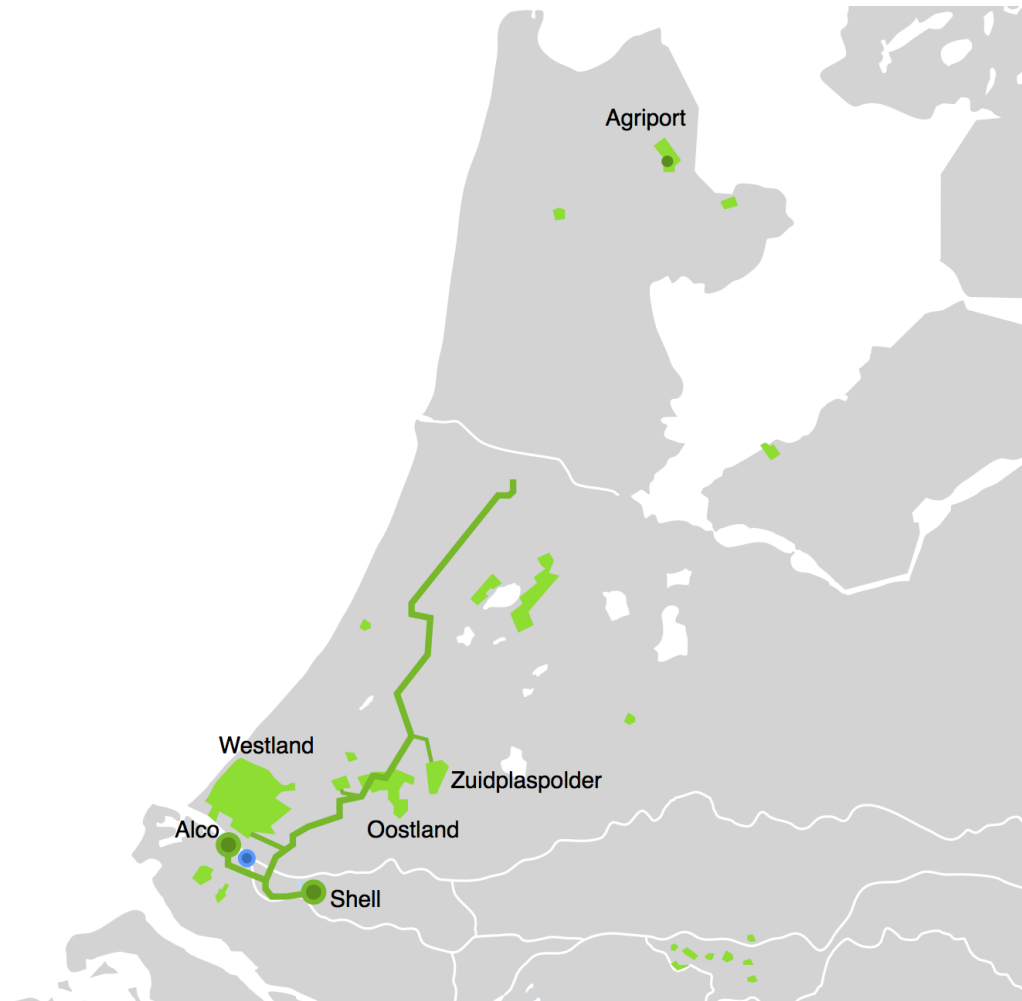 Agriport
Westland
Zuidplaspolder
Alco
Oostland
Shell